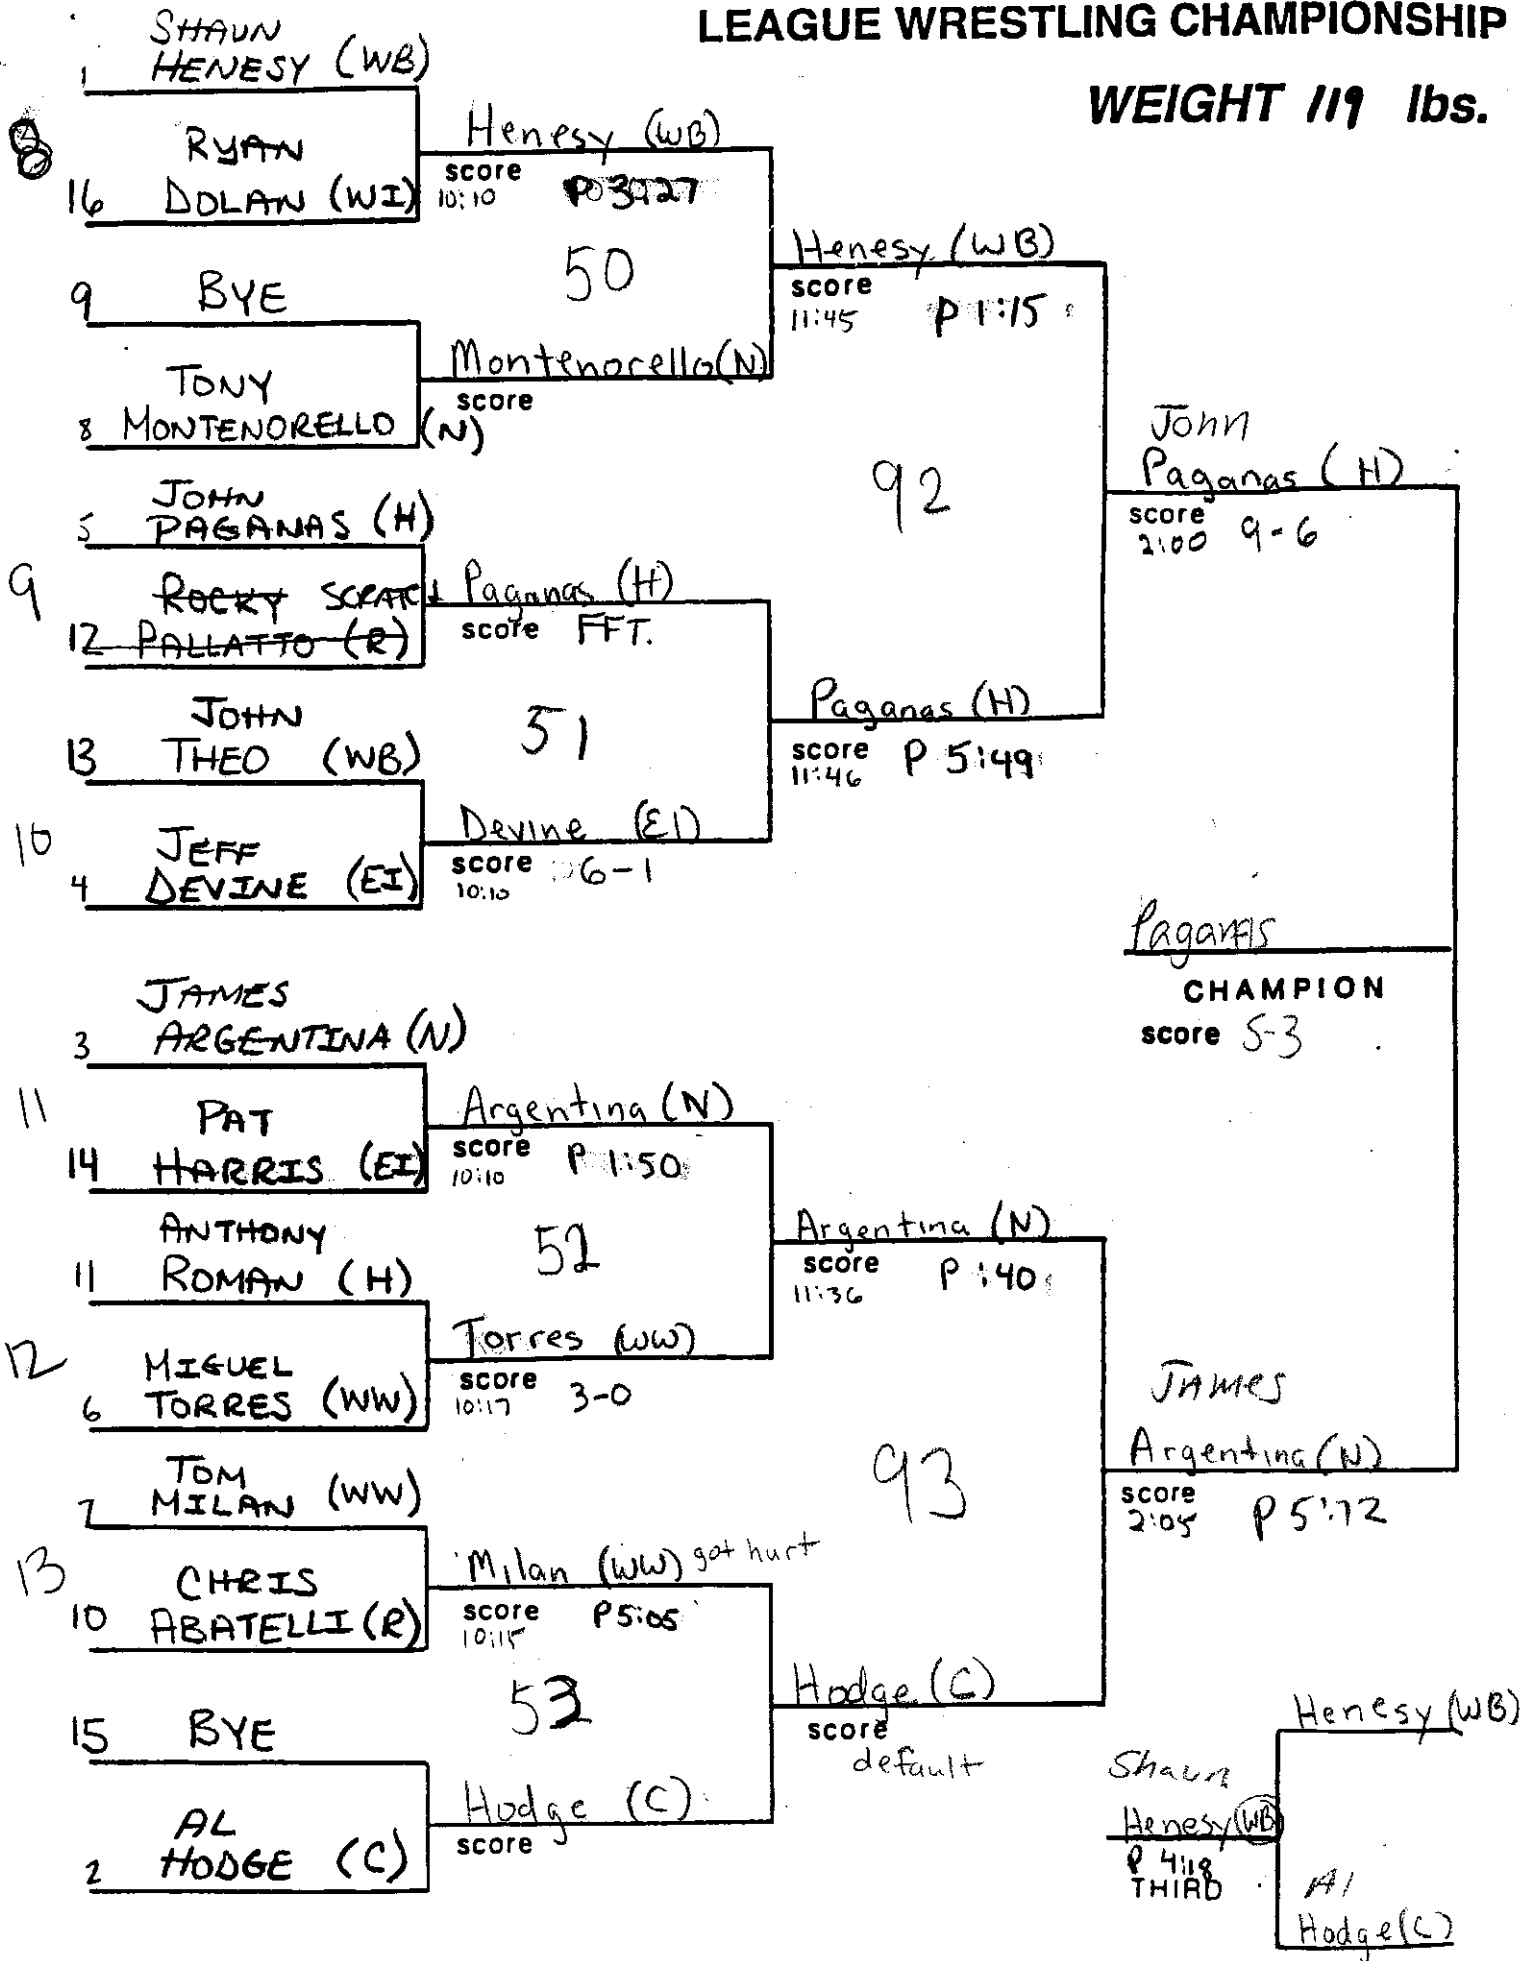 LEAGUE WRESTLING CHAMPIONSHIP
WEIGHT 119 lbs.
SHAUN
1 HENESY (WB)
8
RYAN
16 DOLAN (WI)
Henesy (WB)
score
10:10
50
9 BYE
TONY
8 MONTENORELLO (N)
Montenorello (N)
score
Henesy (WB)
score P 1:15
11:45
JOHN
5 PAGANAS (H)
9
ROCKY SCRATCH
12 PALLATTO (R)
Paganas (H)
score FFT.
51
JOHN
13 THEO (WB)
10
JEFF
4 DEVINE (EI)
Devine (EI)
score 6-1
10:10
Paganas (H)
score P 5:49
11:46
92
John
Paganas (H)
score 9-6
2:00
Paganas
CHAMPION
score 5-3
JAMES
3 ARGENTINA (N)
11
PAT
14 HARRIS (EI)
Argentina (N)
score P 1:50
10:10
52
ANTHONY
11 ROMAN (H)
12
MIGUEL
6 TORRES (WW)
Torres (WW)
score 3-0
10:17
Argentina (N)
score P :40
11:36
TOM
7 MILAN (WW)
13
CHRIS
10 ABATELLI (R)
Milan (WW) got hurt
score P 5:05
10:15
53
15 BYE
AL
2 HODGE (C)
Hodge (C)
score
Hodge (C)
score
default
93
James
Argentina (N)
score
2:05
Henesy (WB)
Shaun
Henesy (WB)
P 4:18
THIRD
Al
Hodge (C)